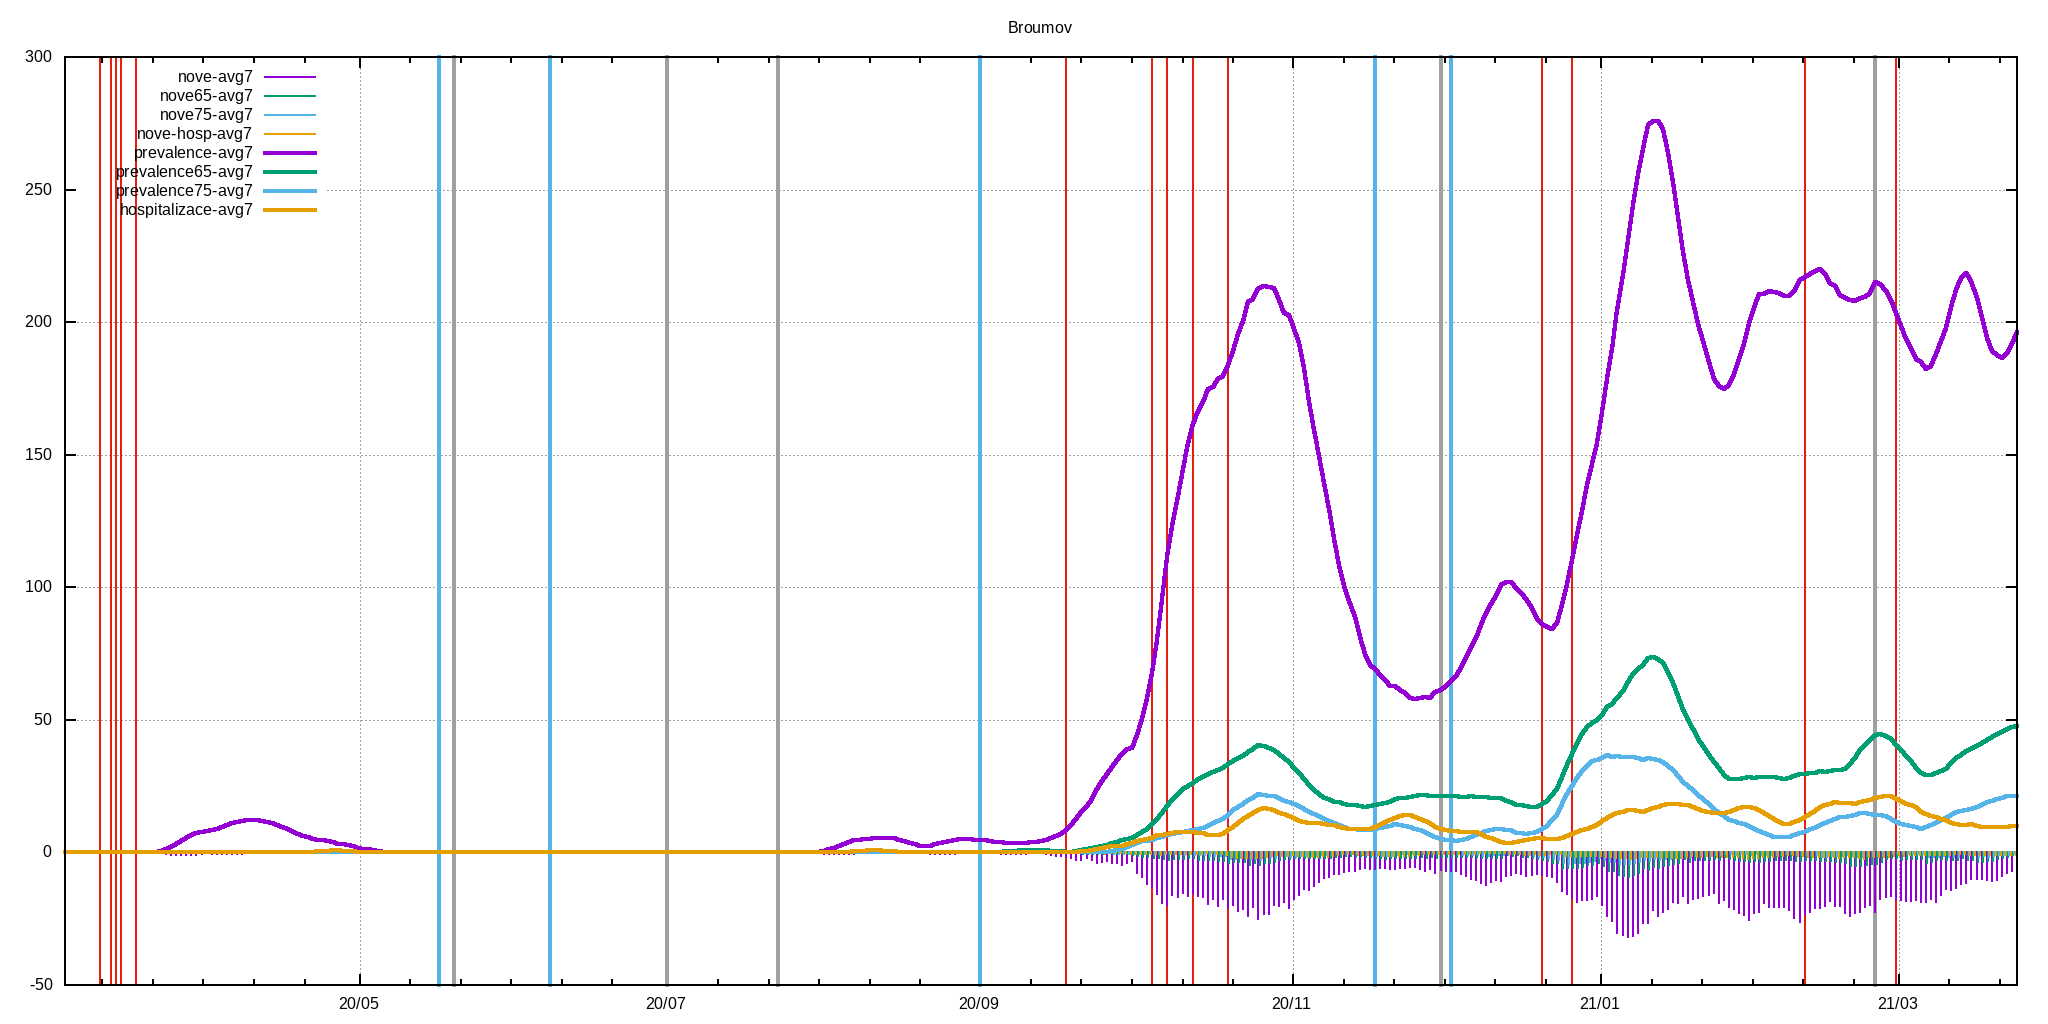 Broumov
300
250
200
150
100
50
0
-50
nove-avg7
nove65-avg7
nove75-avg7
nove-hosp-avg7
prevalence-avg7
prevalence65-avg7
prevalence75-avg7
hospitalizace-avg7
20/05
20/07
20/09
20/11
21/01
21/03